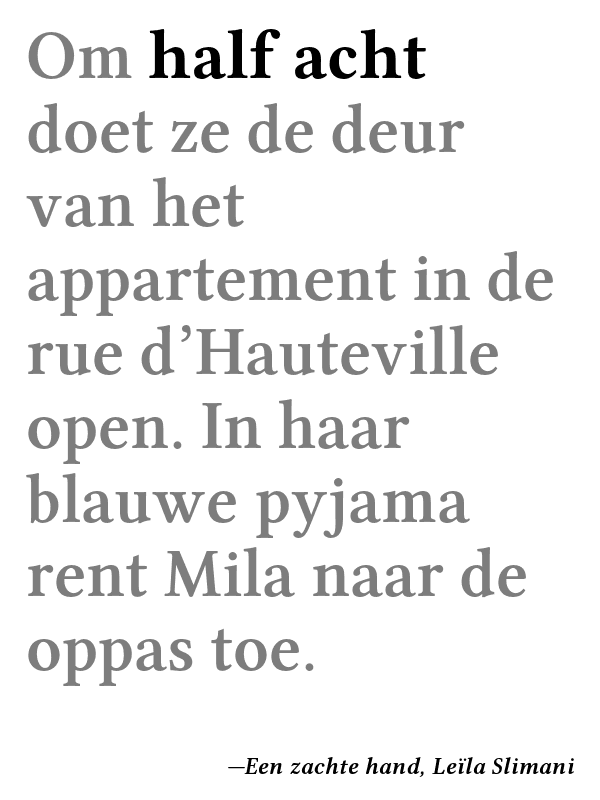 Om half acht
doet ze de deur
van het
appartement in de
rue d’Hauteville
open. In haar
blauwe pyjama
rent Mila naar de
oppas toe.
—Een zachte hand, Leïla Slimani